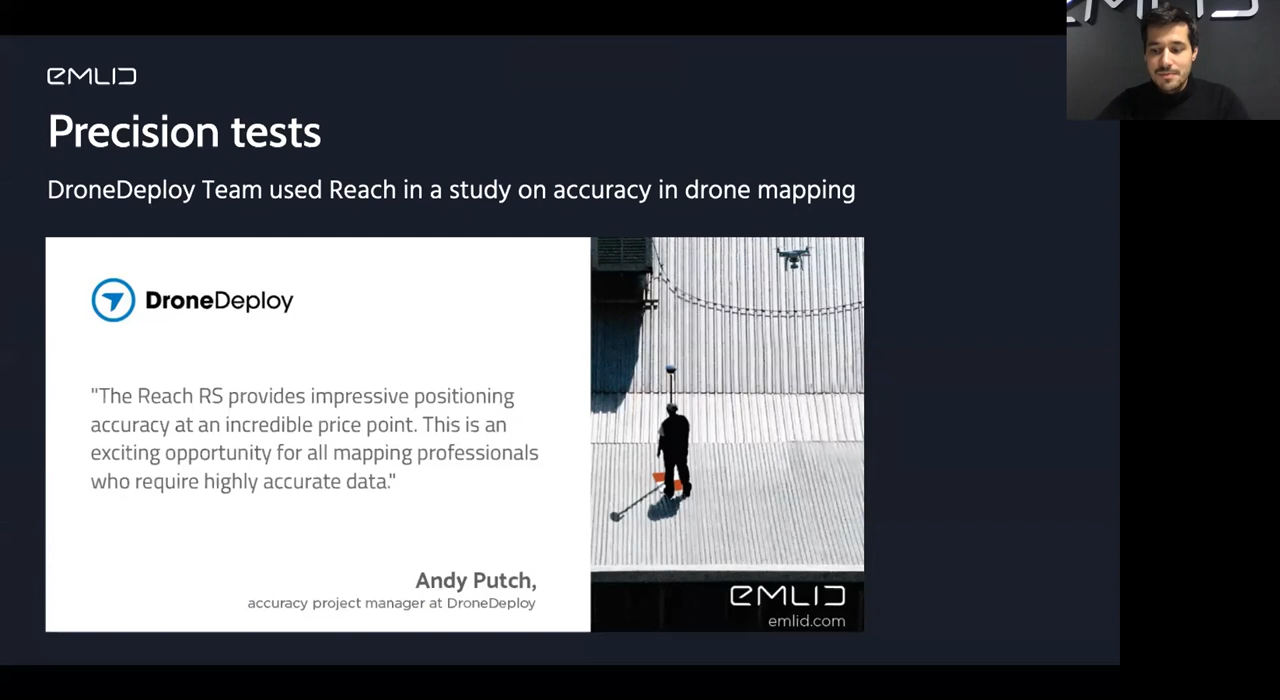 EMLID
EMLID
Precision tests
DroneDeploy Team used Reach in a study on accuracy in drone mapping
DroneDeploy
"The Reach RS provides impressive positioning
accuracy at an incredible price point. This is an
exciting opportunity for all mapping professionals
who require highly accurate data."
Andy Putch,
accuracy project manager at DroneDeploy
EMLID
emlid.com